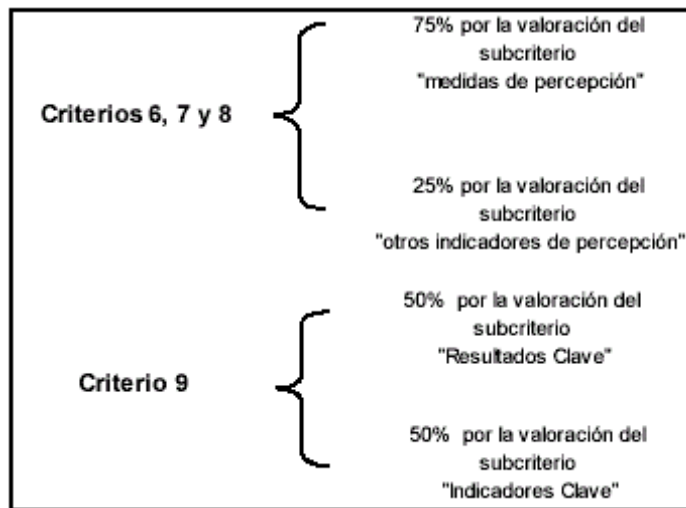 75% por la valoración del
subcriterio
"medidas de percepción"
Criterios 6, 7 y 8
25% por la valoración del
subcriterio
"otros indicadores de percepción"
50% por la valoración del
subcriterio
"Resultados Clave"
Criterio 9
50% por la valoración del
subcriterio
"Indicadores Clave"